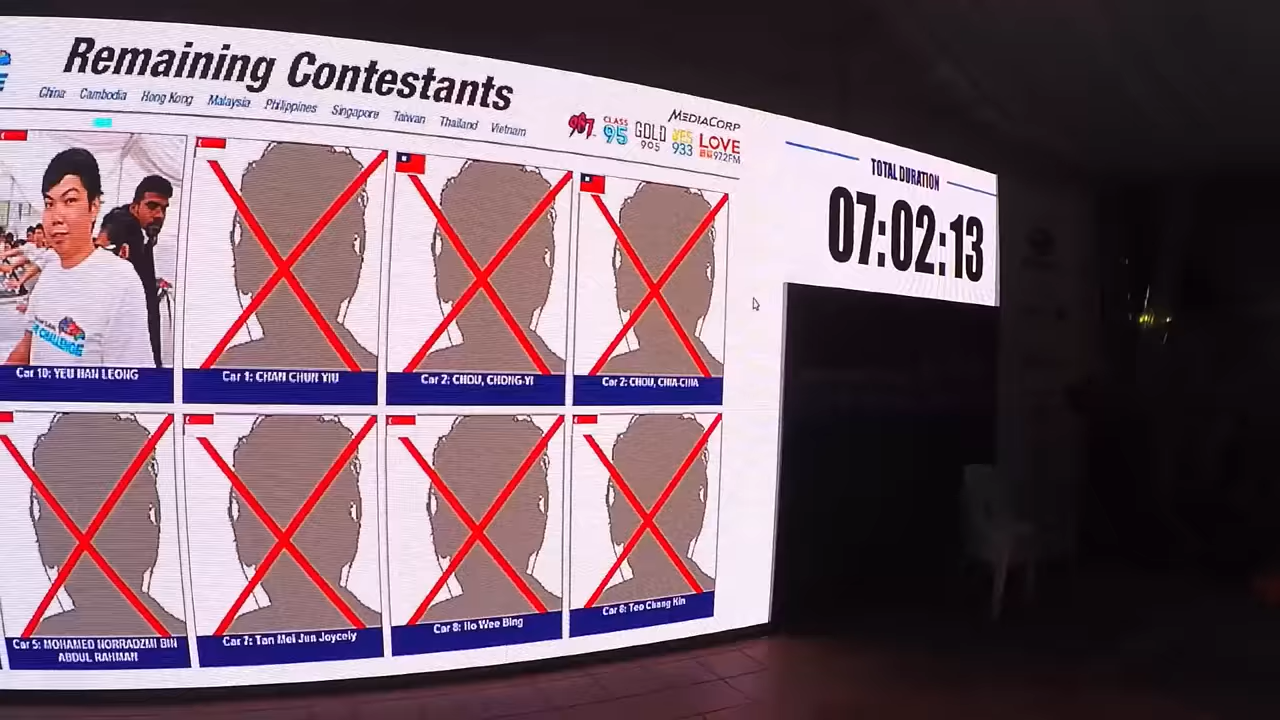 Remaining Contestants
China Cambodia Hong Kong Malaysia Philippines Singapore Taiwan Thailand Vietnam
MEDIACORP
987 CLASS 95 GOLD 905 YES 933 LOVE 972FM
TOTAL DURATION
07:02:13
CHALLENGE
Car 10: YEU HAN LEONG
Car 1: CHAN CHUN YIU
Car 2: CHOU, CHONG-YI
Car 2: CHOU, CHIA-CHIA
Car 5: MOHAMED NORRADZMI BIN
ABDUL RAHMAN
Car 7: Tan Mei Jun Joycely
Car 8: Ho Wee Bing
Car 8: Teo Chang Kin